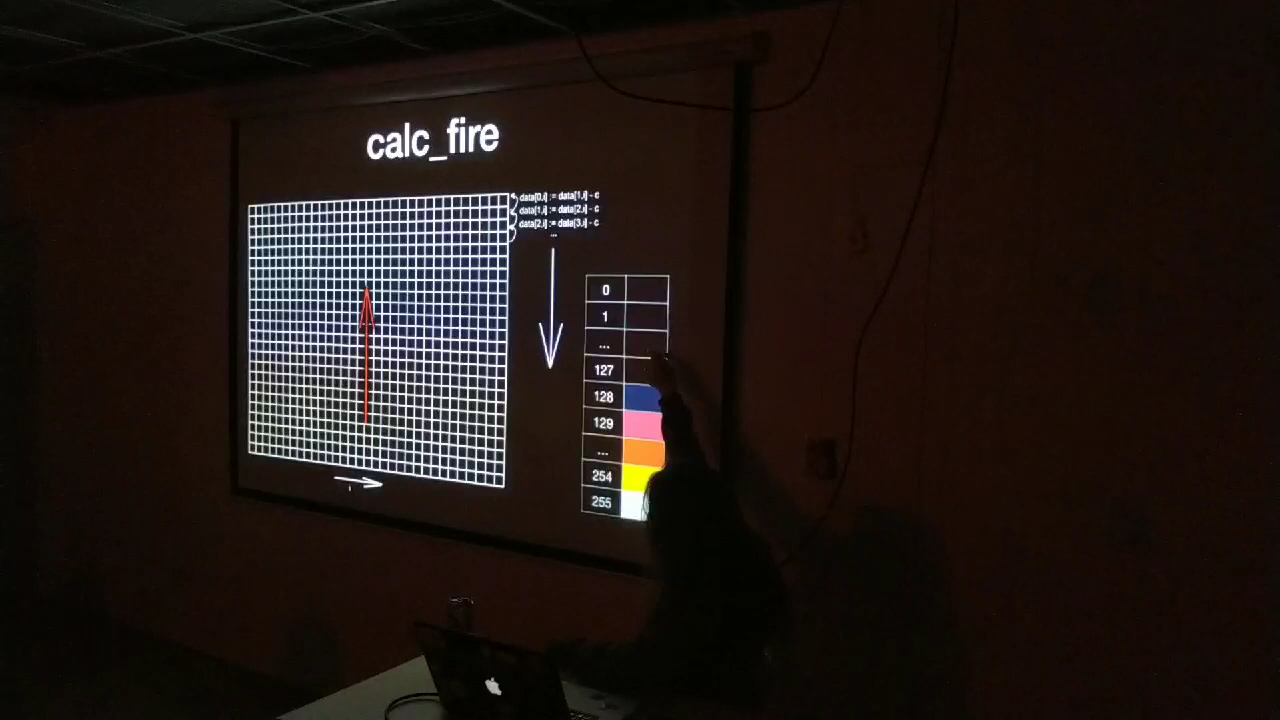 calc_fire
data[0,i] := data[1,i] - c
data[1,i] := data[2,i] - c
data[2,i] := data[3,i] - c
...
0
1
...
127
128
129
...
254
255
i